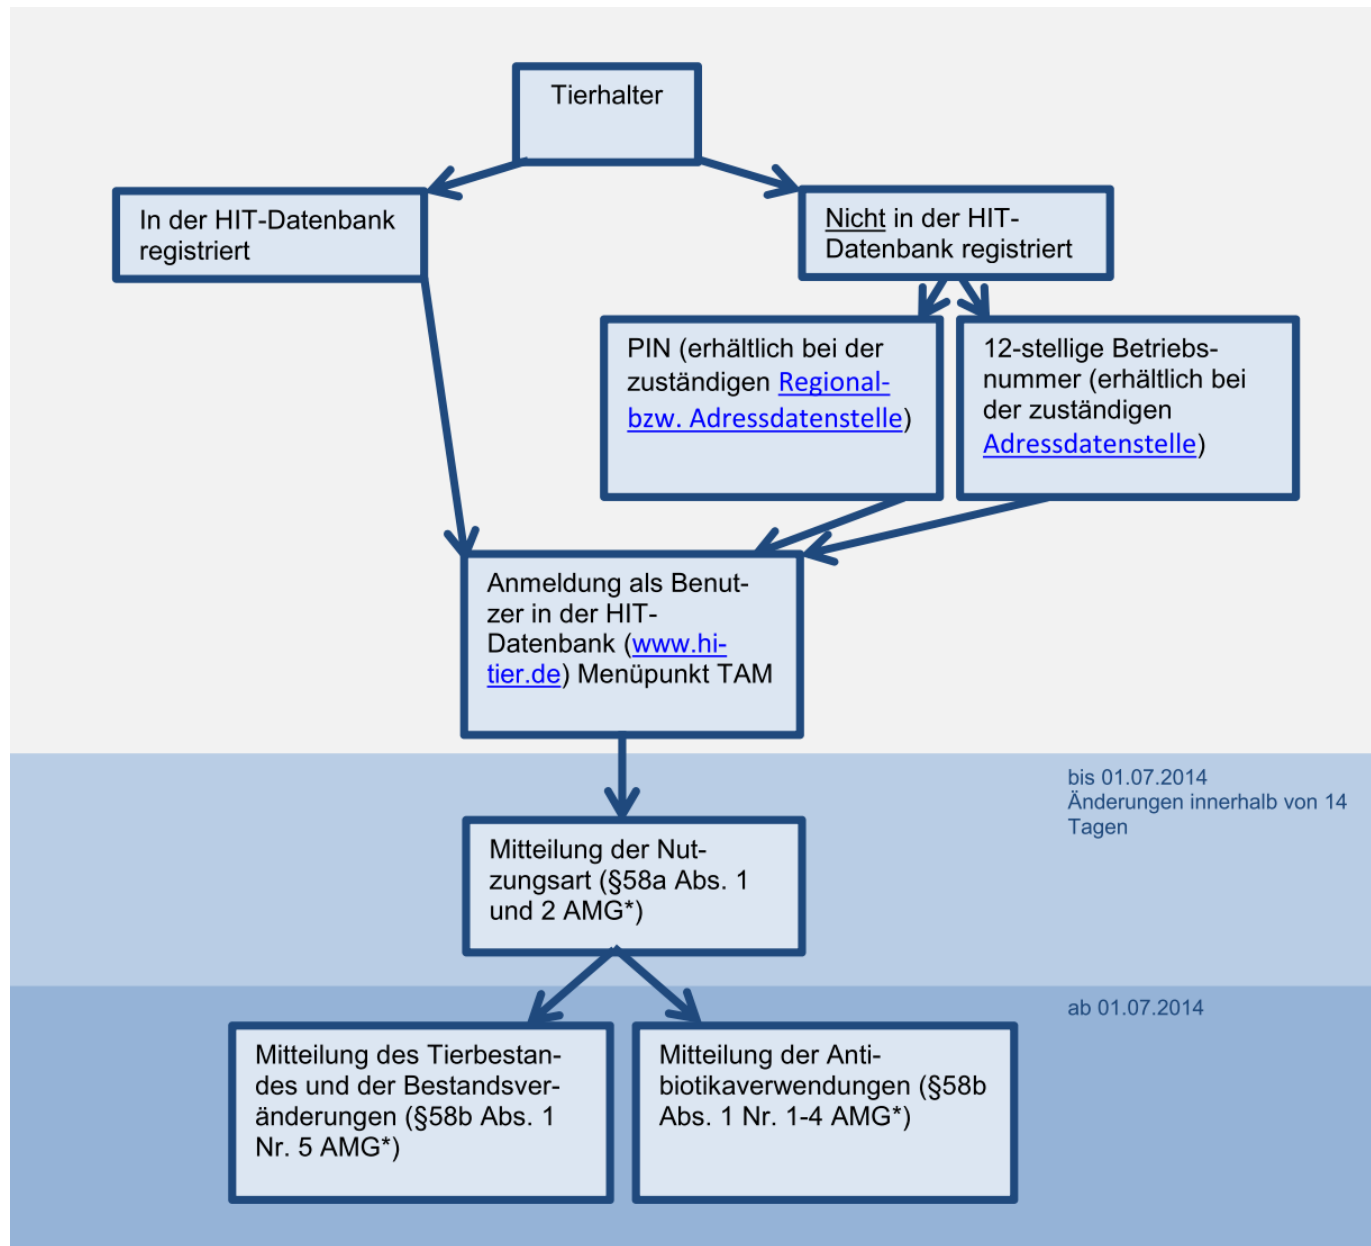 Tierhalter
In der HIT-Datenbank
registriert
Nicht in der HIT-
Datenbank registriert
PIN (erhältlich bei der
zuständigen Regional-
bzw. Adressdatenstelle)
12-stellige Betriebs-
nummer (erhältlich bei
der zuständigen
Adressdatenstelle)
Anmeldung als Benut-
zer in der HIT-
Datenbank (www.hi-
tier.de) Menüpunkt TAM
bis 01.07.2014
Änderungen innerhalb von 14
Tagen
Mitteilung der Nut-
zungsart (§58a Abs. 1
und 2 AMG*)
ab 01.07.2014
Mitteilung des Tierbestan-
des und der Bestandsver-
änderungen (§58b Abs. 1
Nr. 5 AMG*)
Mitteilung der Anti-
biotikaverwendungen (§58b
Abs. 1 Nr. 1-4 AMG*)